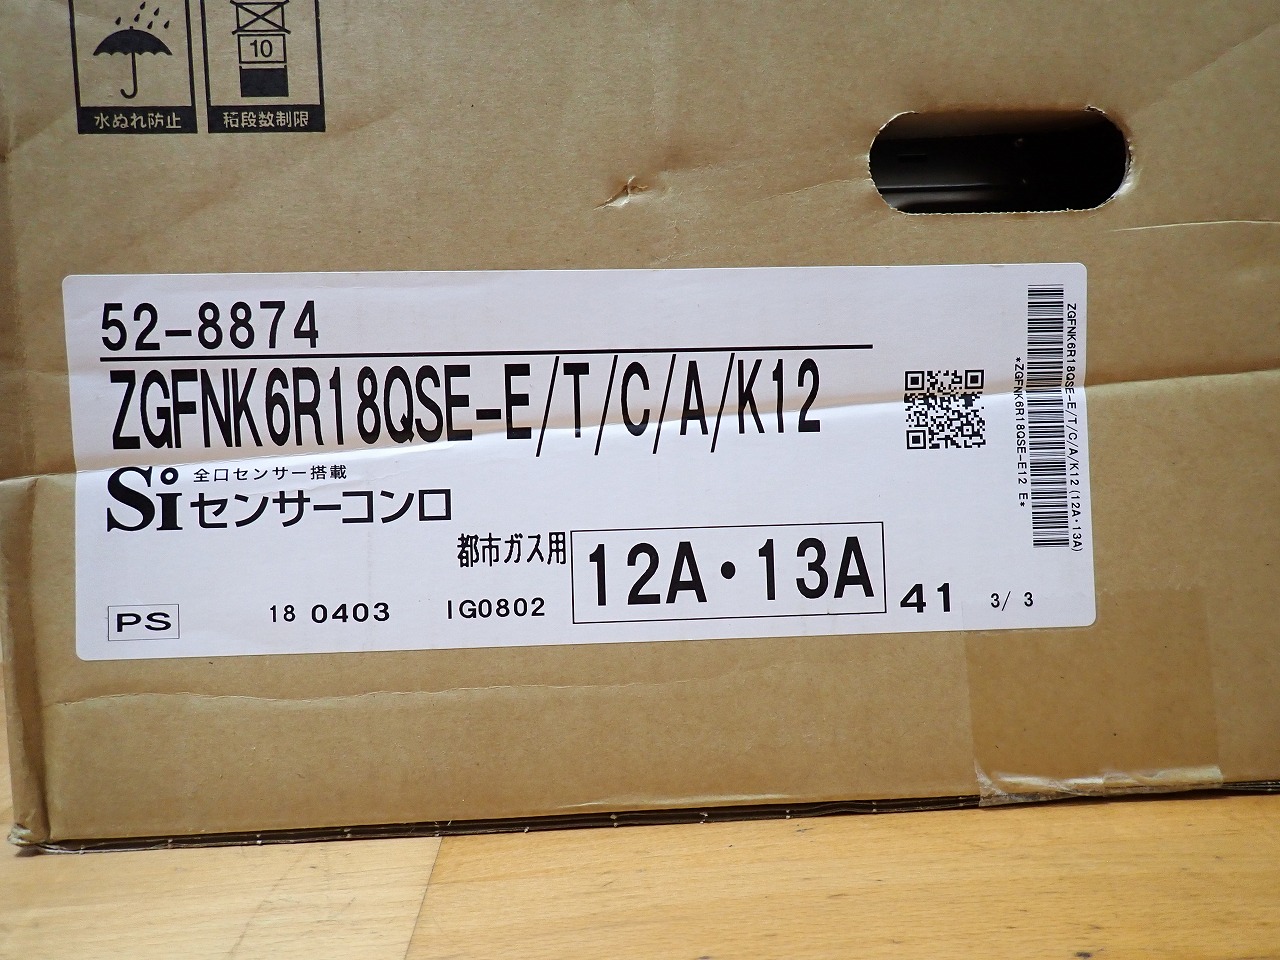 10
水ぬれ防止
積段数制限
52-8874
ZGFNK6R18QSE-E/T/C/A/K12
Si 全口センサー搭載
センサーコンロ
都市ガス用 12A・13A
PS 18 0403 IG0802 41 3/ 3
ZGFNK6R18QSE-E/T/C/A/K12 (12A・13A)
*ZGFNK6R18QSE-E12 E*